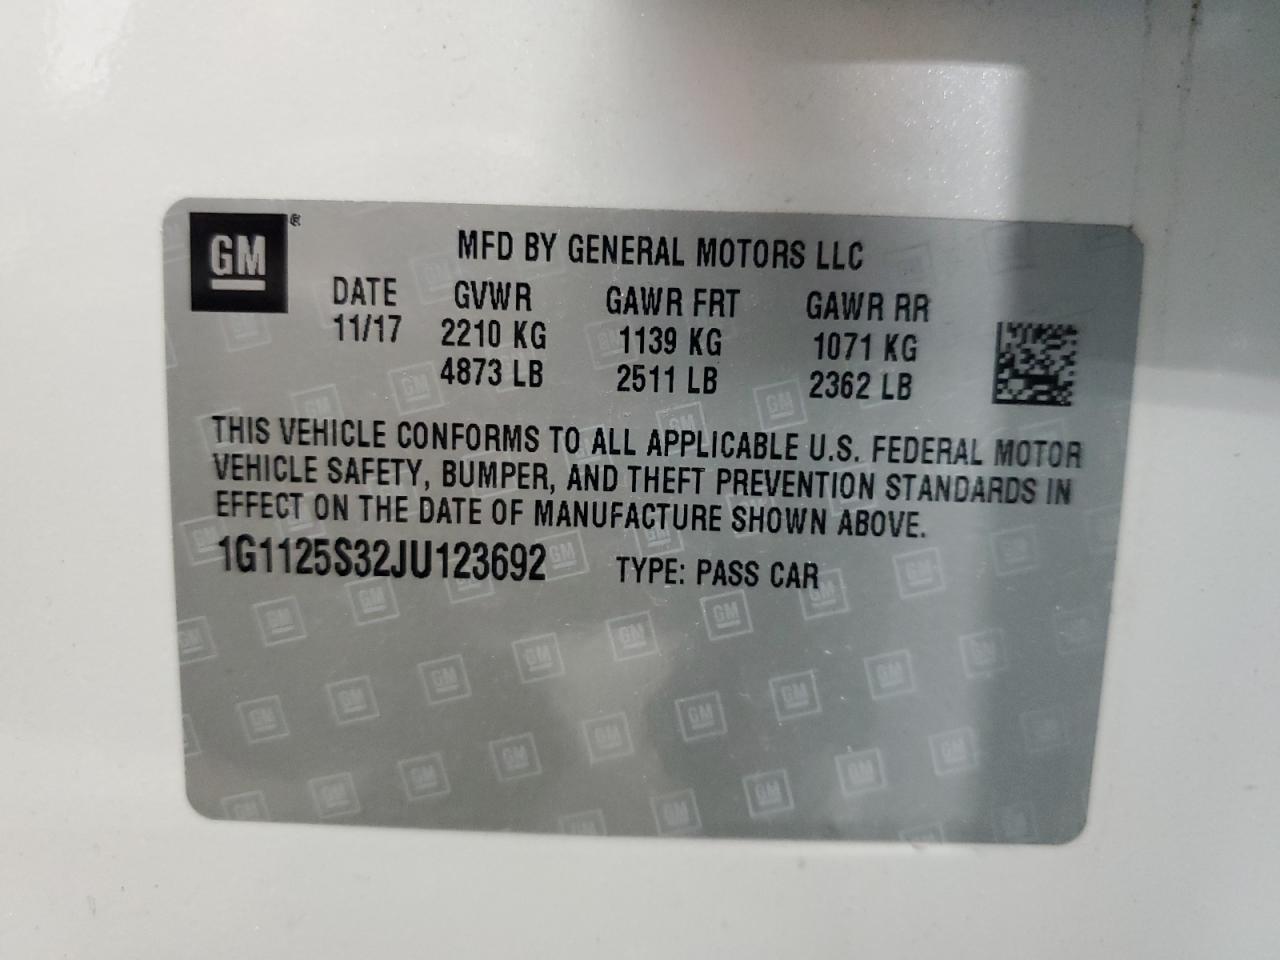 GM ®
MFD BY GENERAL MOTORS LLC
DATE GVWR GAWR FRT GAWR RR
11/17 2210 KG 1139 KG 1071 KG
4873 LB 2511 LB 2362 LB
THIS VEHICLE CONFORMS TO ALL APPLICABLE U.S. FEDERAL MOTOR
VEHICLE SAFETY, BUMPER, AND THEFT PREVENTION STANDARDS IN
EFFECT ON THE DATE OF MANUFACTURE SHOWN ABOVE.
1G1125S32JU123692 TYPE: PASS CAR